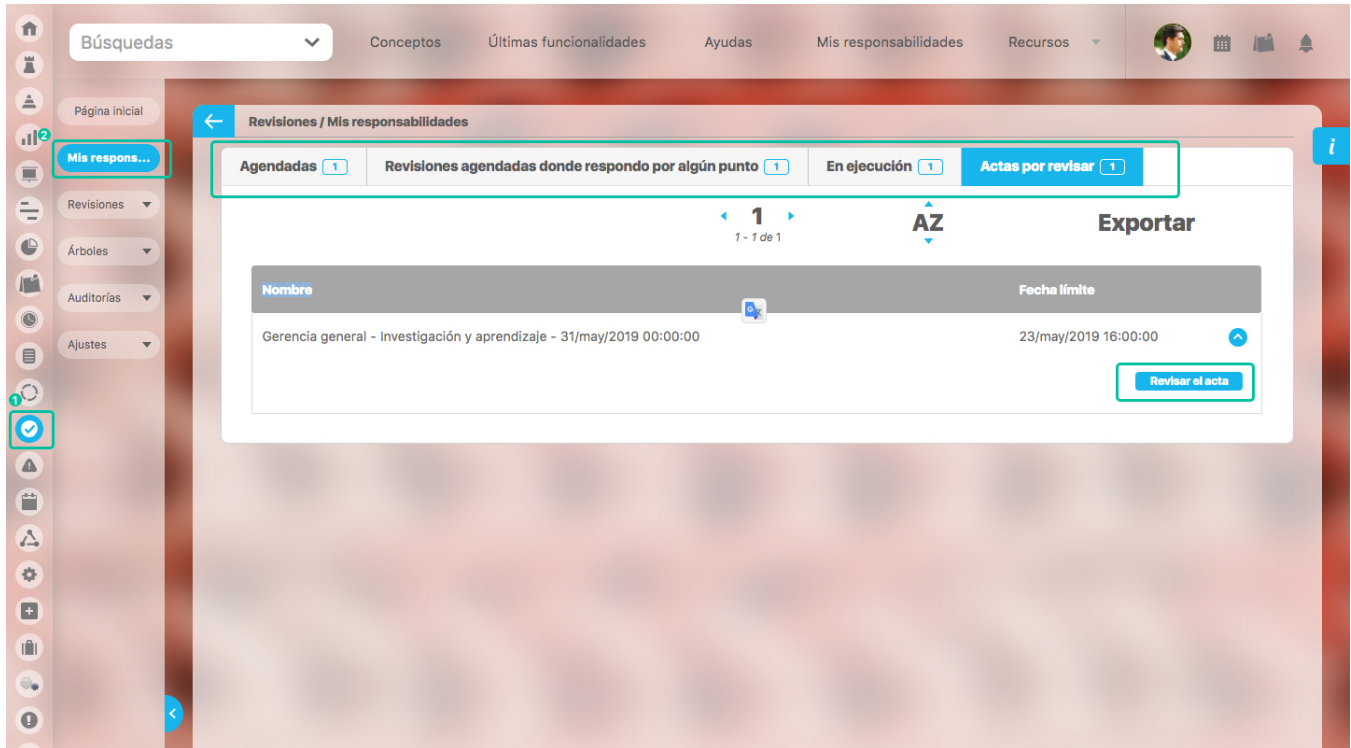 Búsquedas
Conceptos
Últimas funcionalidades
Ayudas
Mis responsabilidades
Recursos
2
1
Página inicial
Mis respons...
Revisiones
Árboles
Auditorías
Ajustes
Revisiones / Mis responsabilidades
i
Agendadas 1
Revisiones agendadas donde respondo por algún punto 1
En ejecución 1
Actas por revisar 1
1
1 - 1 de 1
AZ
Exportar
Nombre
Fecha límite
Gerencia general - Investigación y aprendizaje - 31/may/2019 00:00:00
23/may/2019 16:00:00
Revisar el acta